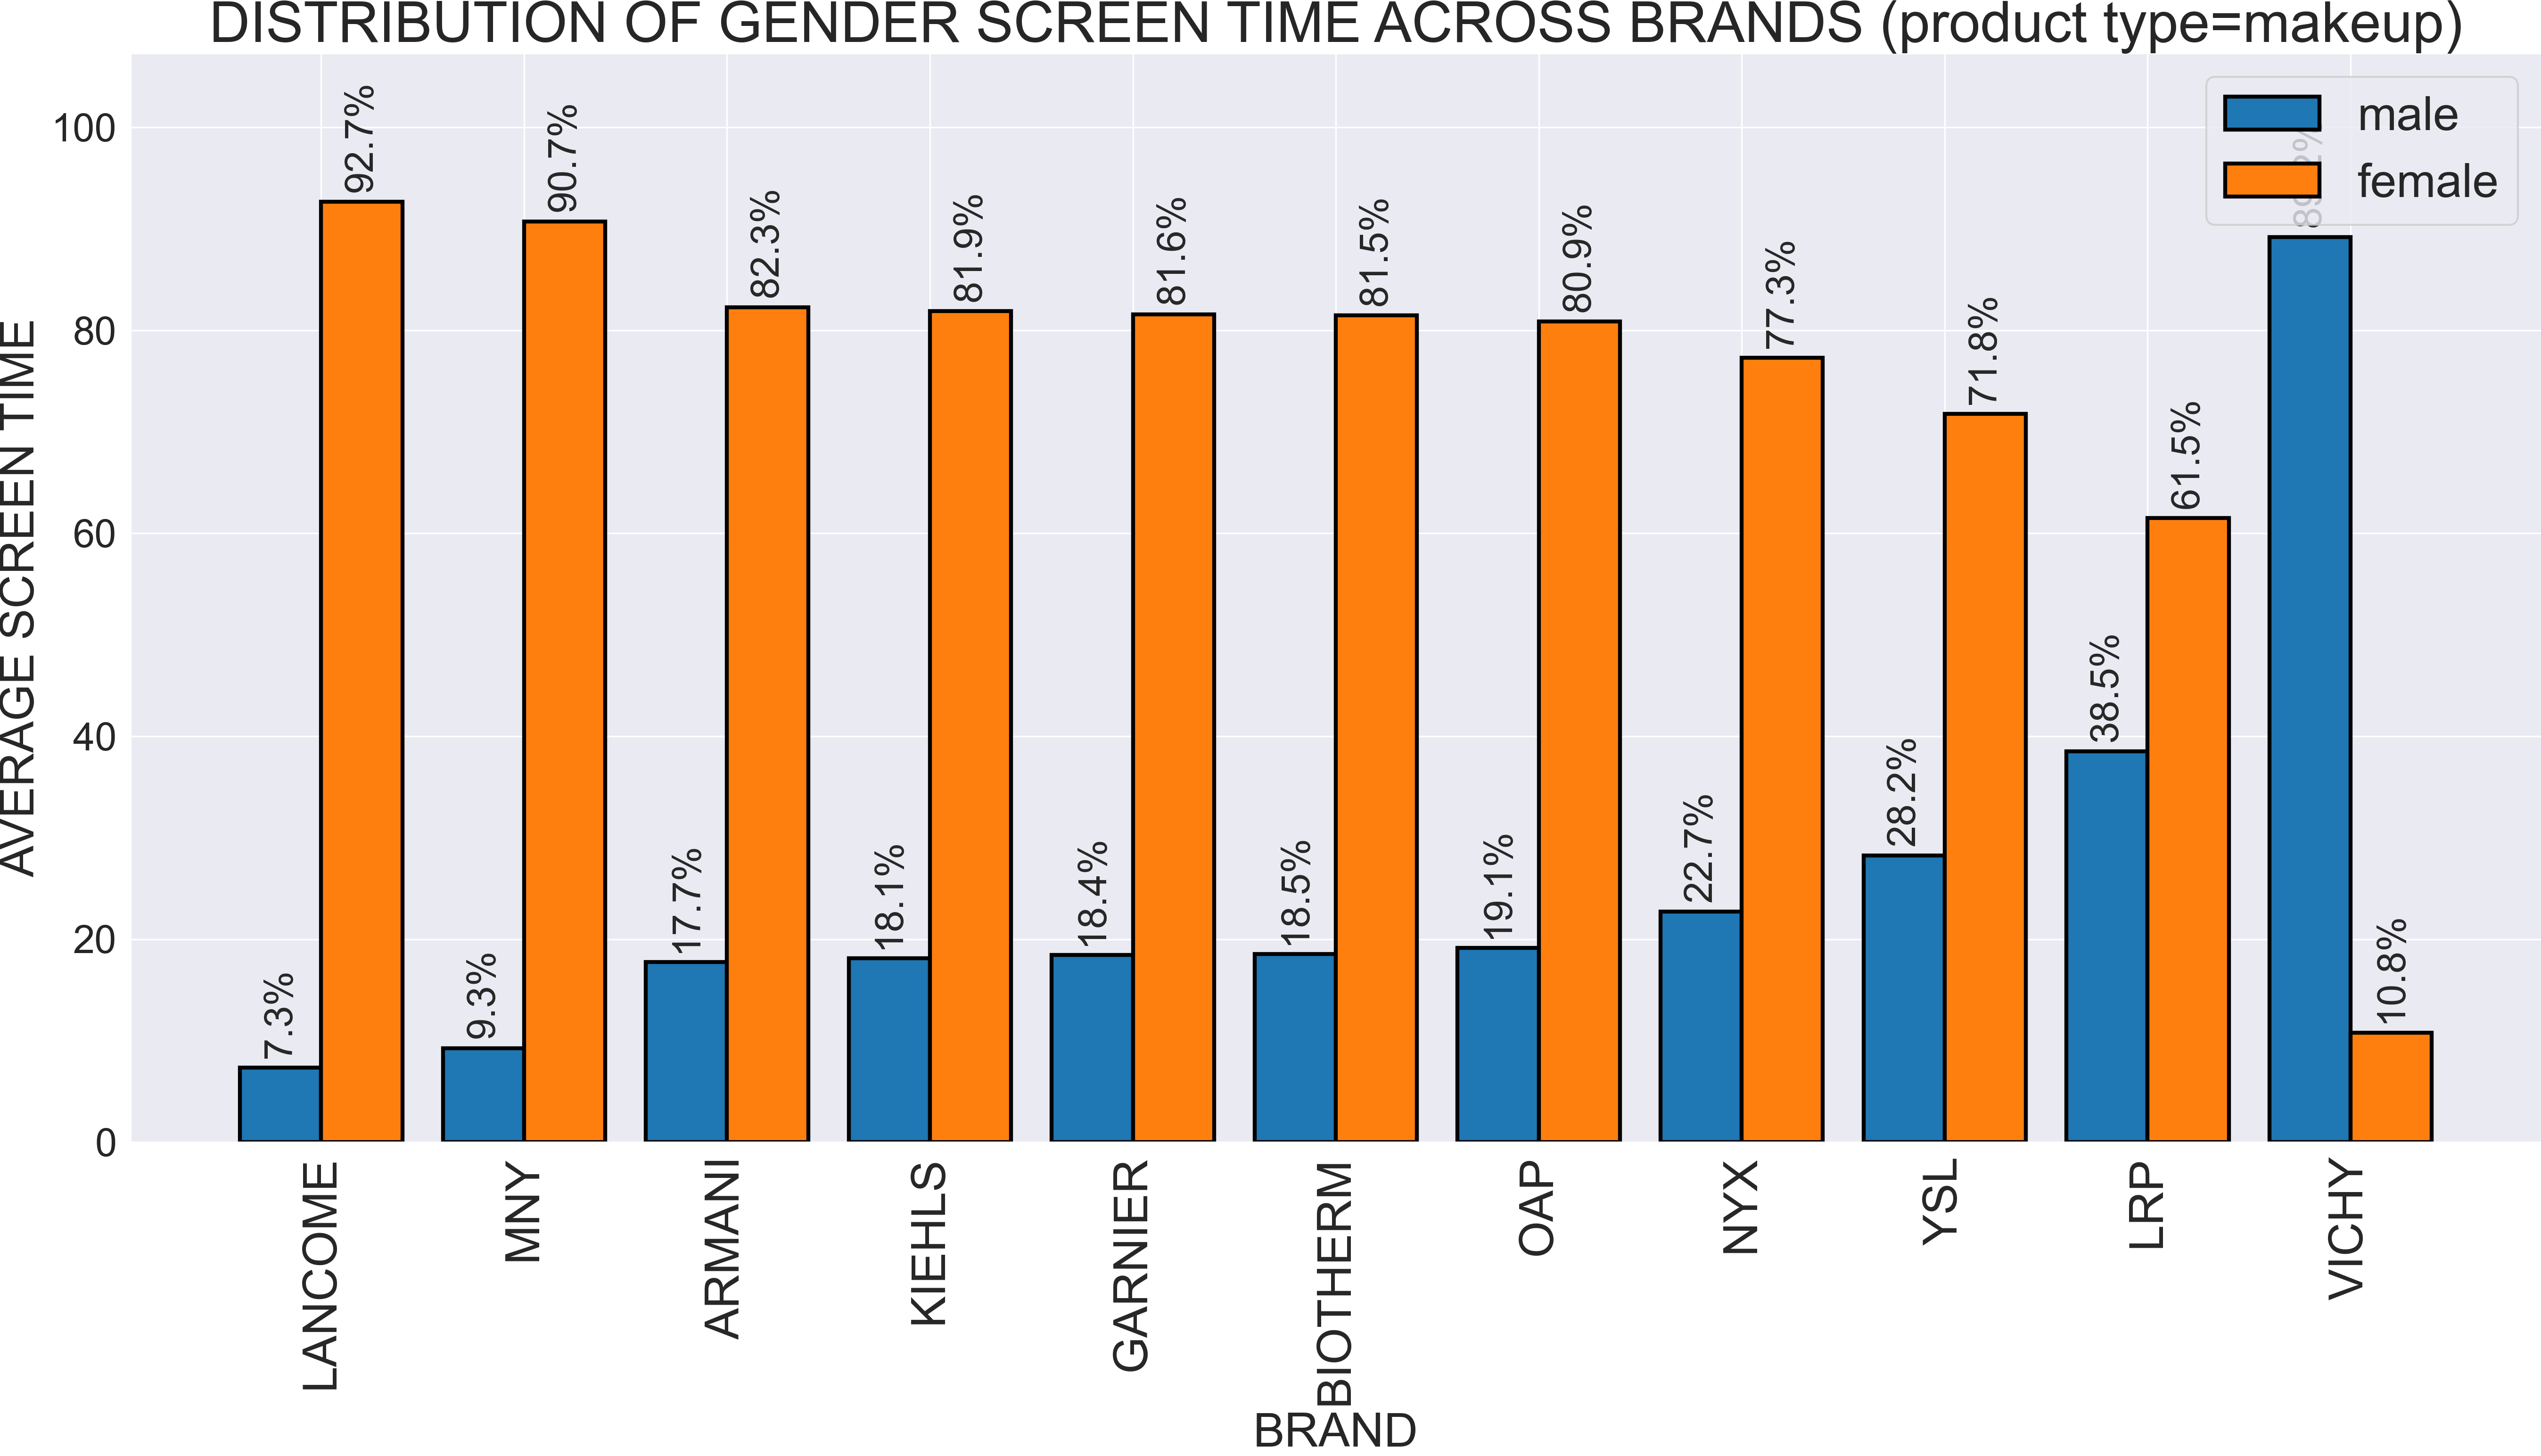 DISTRIBUTION OF GENDER SCREEN TIME ACROSS BRANDS (product type=makeup)
AVERAGE SCREEN TIME
100
80
60
40
20
0
male
female
7.3%
92.7%
9.3%
90.7%
17.7%
82.3%
18.1%
81.9%
18.4%
81.6%
18.5%
81.5%
19.1%
80.9%
22.7%
77.3%
28.2%
71.8%
38.5%
61.5%
10.8%
LANCOME
MNY
ARMANI
KIEHLS
GARNIER
BIOTHERM
OAP
NYX
YSL
LRP
VICHY
BRAND